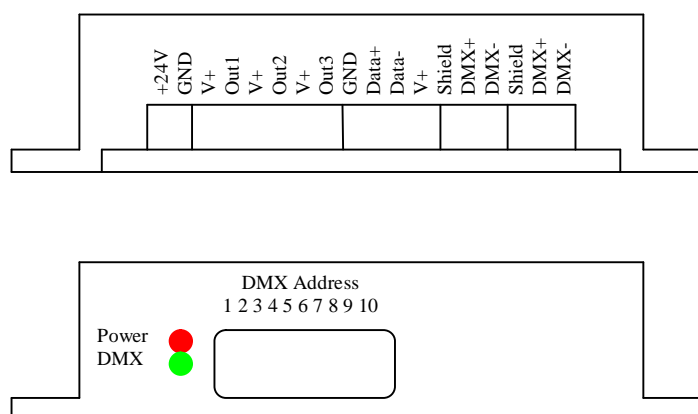 +24V
GND
V+
Out1
V+
Out2
V+
Out3
GND
Data+
Data-
V+
Shield
DMX+
DMX-
Shield
DMX+
DMX-
DMX Address
1 2 3 4 5 6 7 8 9 10
Power
DMX